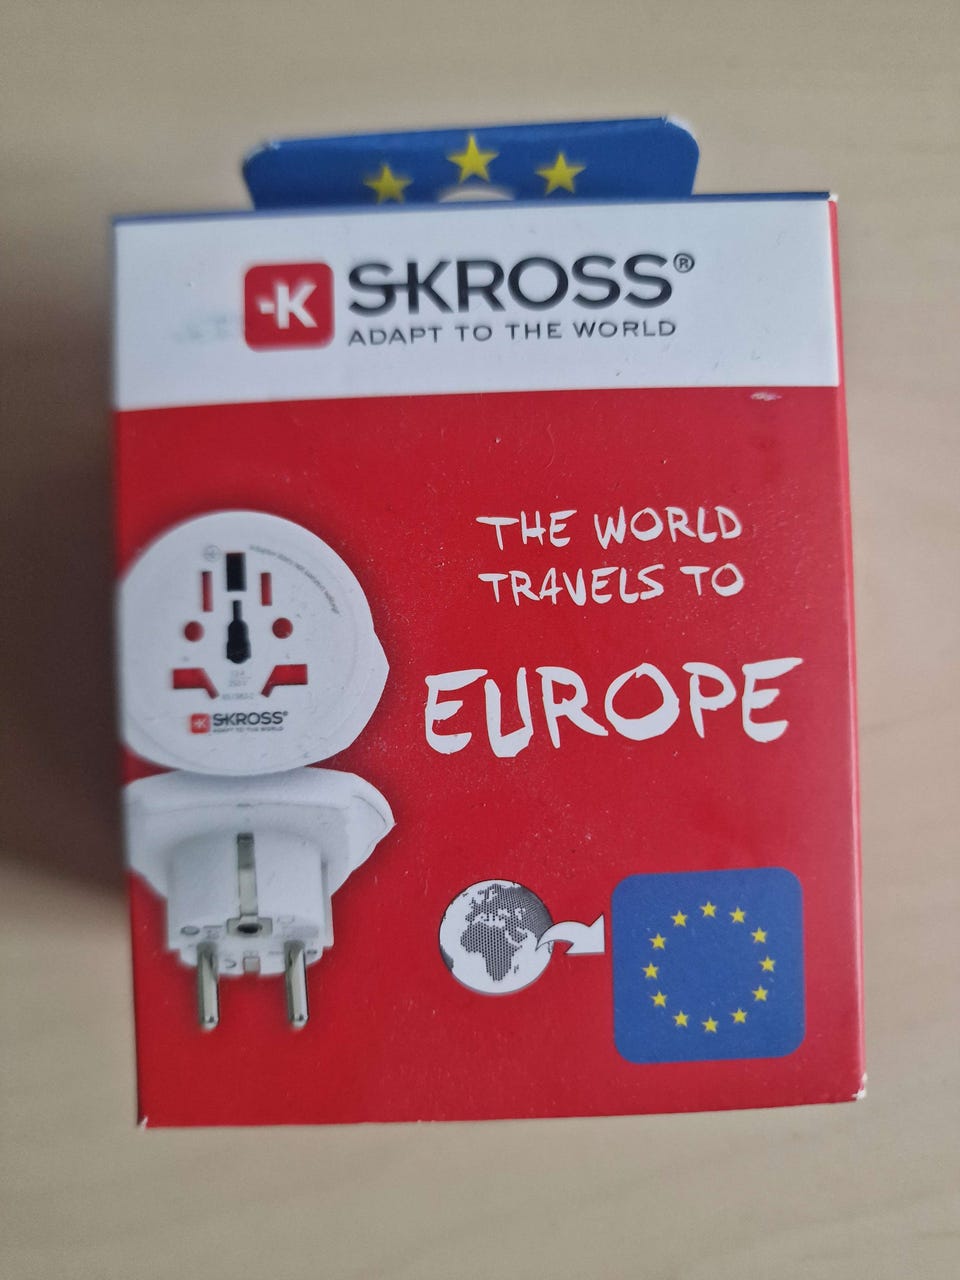 -K SKROSS®
ADAPT TO THE WORLD
THE WORLD
TRAVELS TO
EUROPE
SKROSS®
ADAPT TO THE WORLD